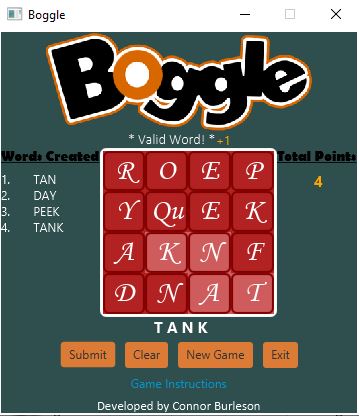 Boggle
Boggle
* Valid Word! * +1
Words Created
Total Points
1. TAN
2. DAY
3. PEEK
4. TANK
4
R O E P
Y Qu E K
A K N F
D N A T
TANK
Submit Clear New Game Exit
Game Instructions
Developed by Connor Burleson